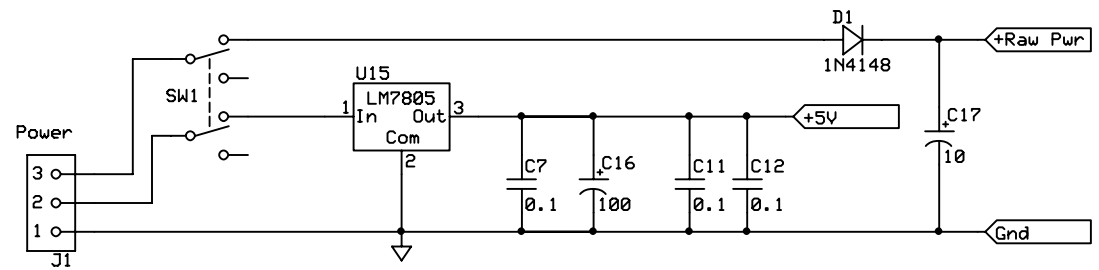 D1
+Raw Pwr
1N4148
U15
SW1
LM7805
1 In Out 3
Com
2
+5V
C17
+
10
Power
3
2
1
J1
C7
0.1
+ C16
100
C11
0.1
C12
0.1
Gnd